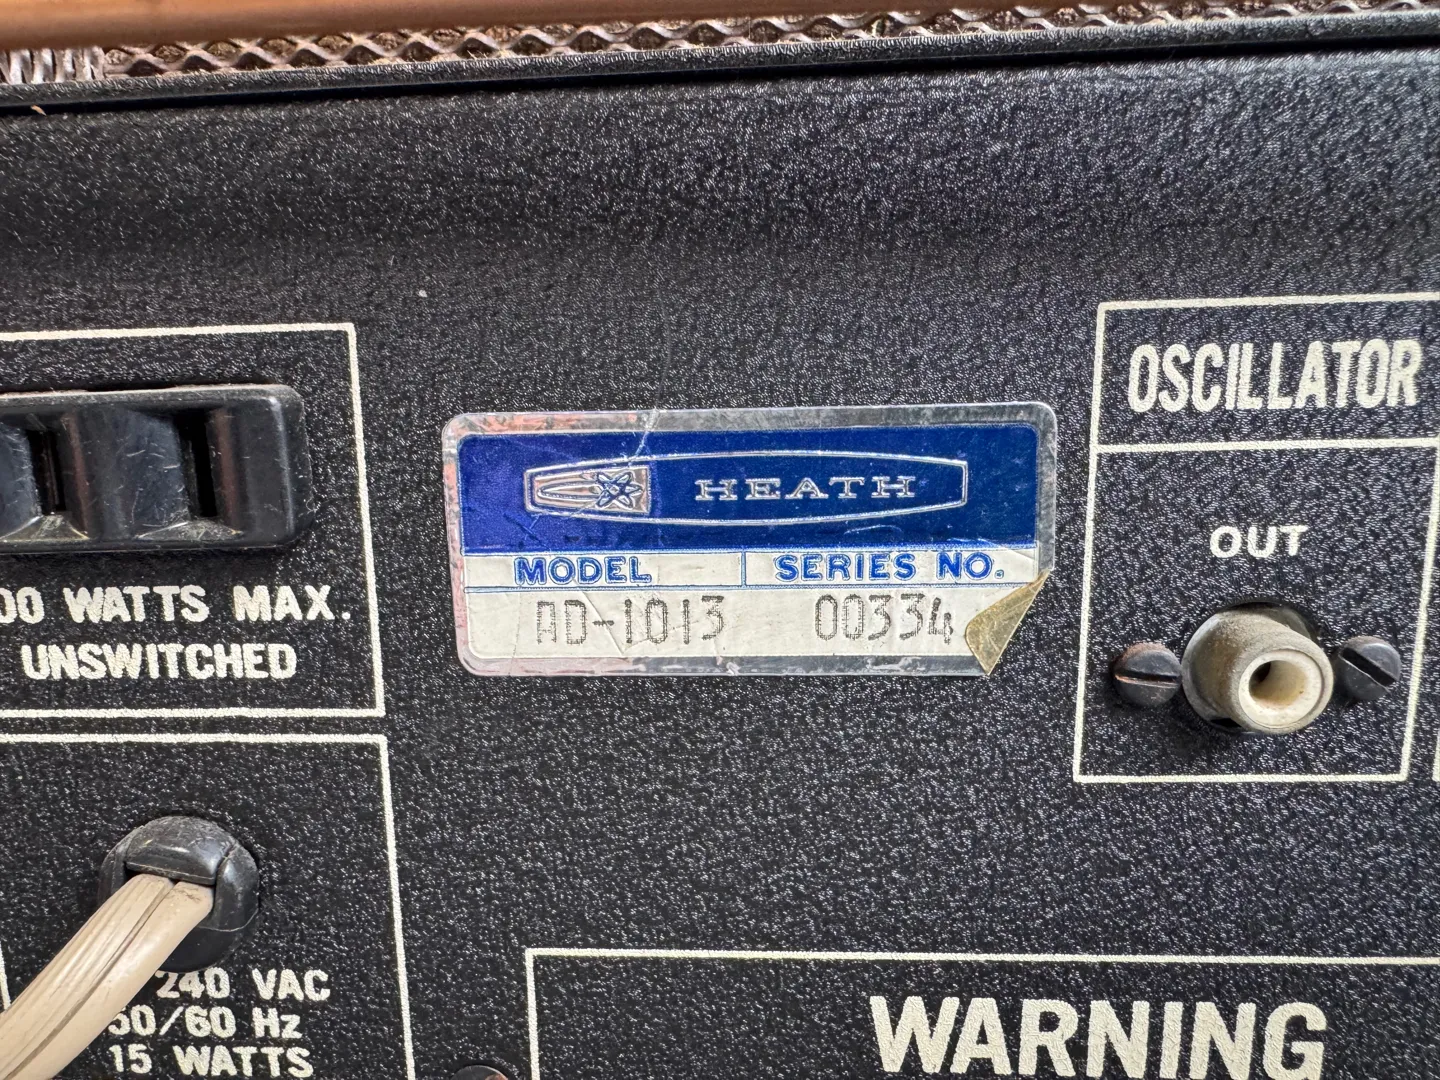 HEATH
MODEL SERIES NO.
AD-1013 00334
00 WATTS MAX.
UNSWITCHED
OSCILLATOR
OUT
240 VAC
50/60 Hz
15 WATTS
WARNING